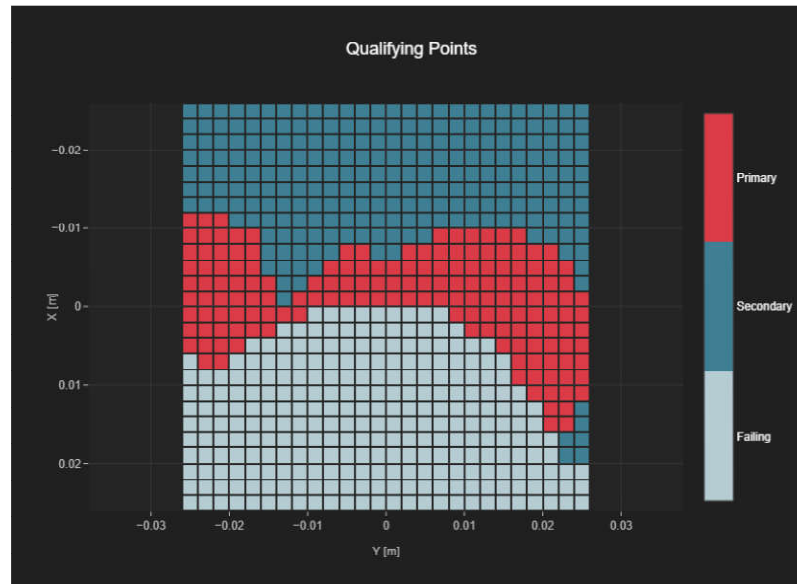 Qualifying Points
−0.02
−0.01
0
0.01
0.02
X [m]
−0.03
−0.02
−0.01
0
0.01
0.02
0.03
Y [m]
Primary
Secondary
Failing